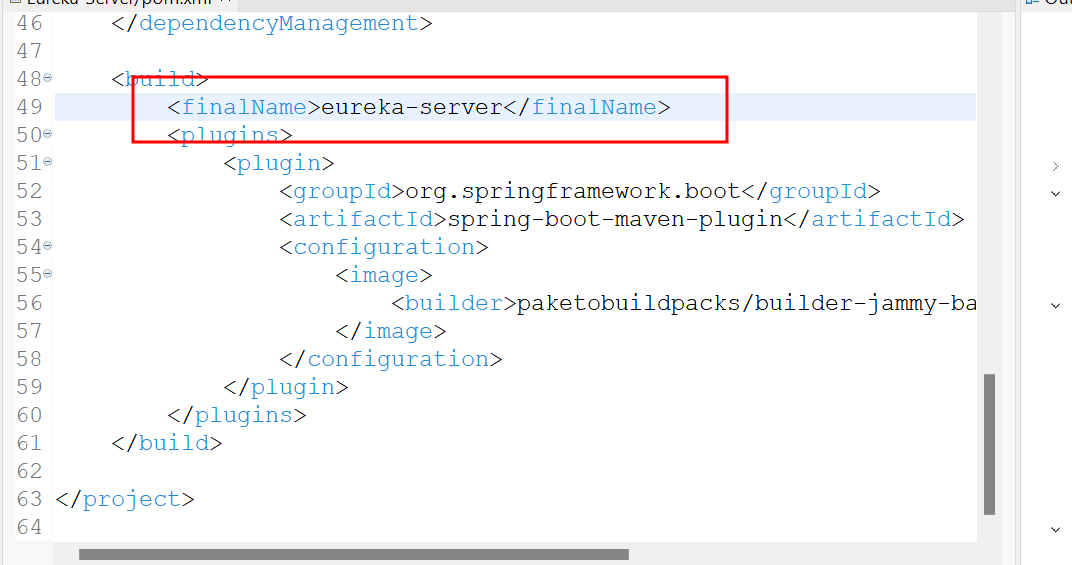 Eureka-Server/pom.xml
46 </dependencyManagement>
47
48 <build>
49 <finalName>eureka-server</finalName>
50 <plugins>
51 <plugin>
52 <groupId>org.springframework.boot</groupId>
53 <artifactId>spring-boot-maven-plugin</artifactId>
54 <configuration>
55 <image>
56 <builder>paketobuildpacks/builder-jammy-ba
57 </image>
58 </configuration>
59 </plugin>
60 </plugins>
61 </build>
62
63 </project>
64